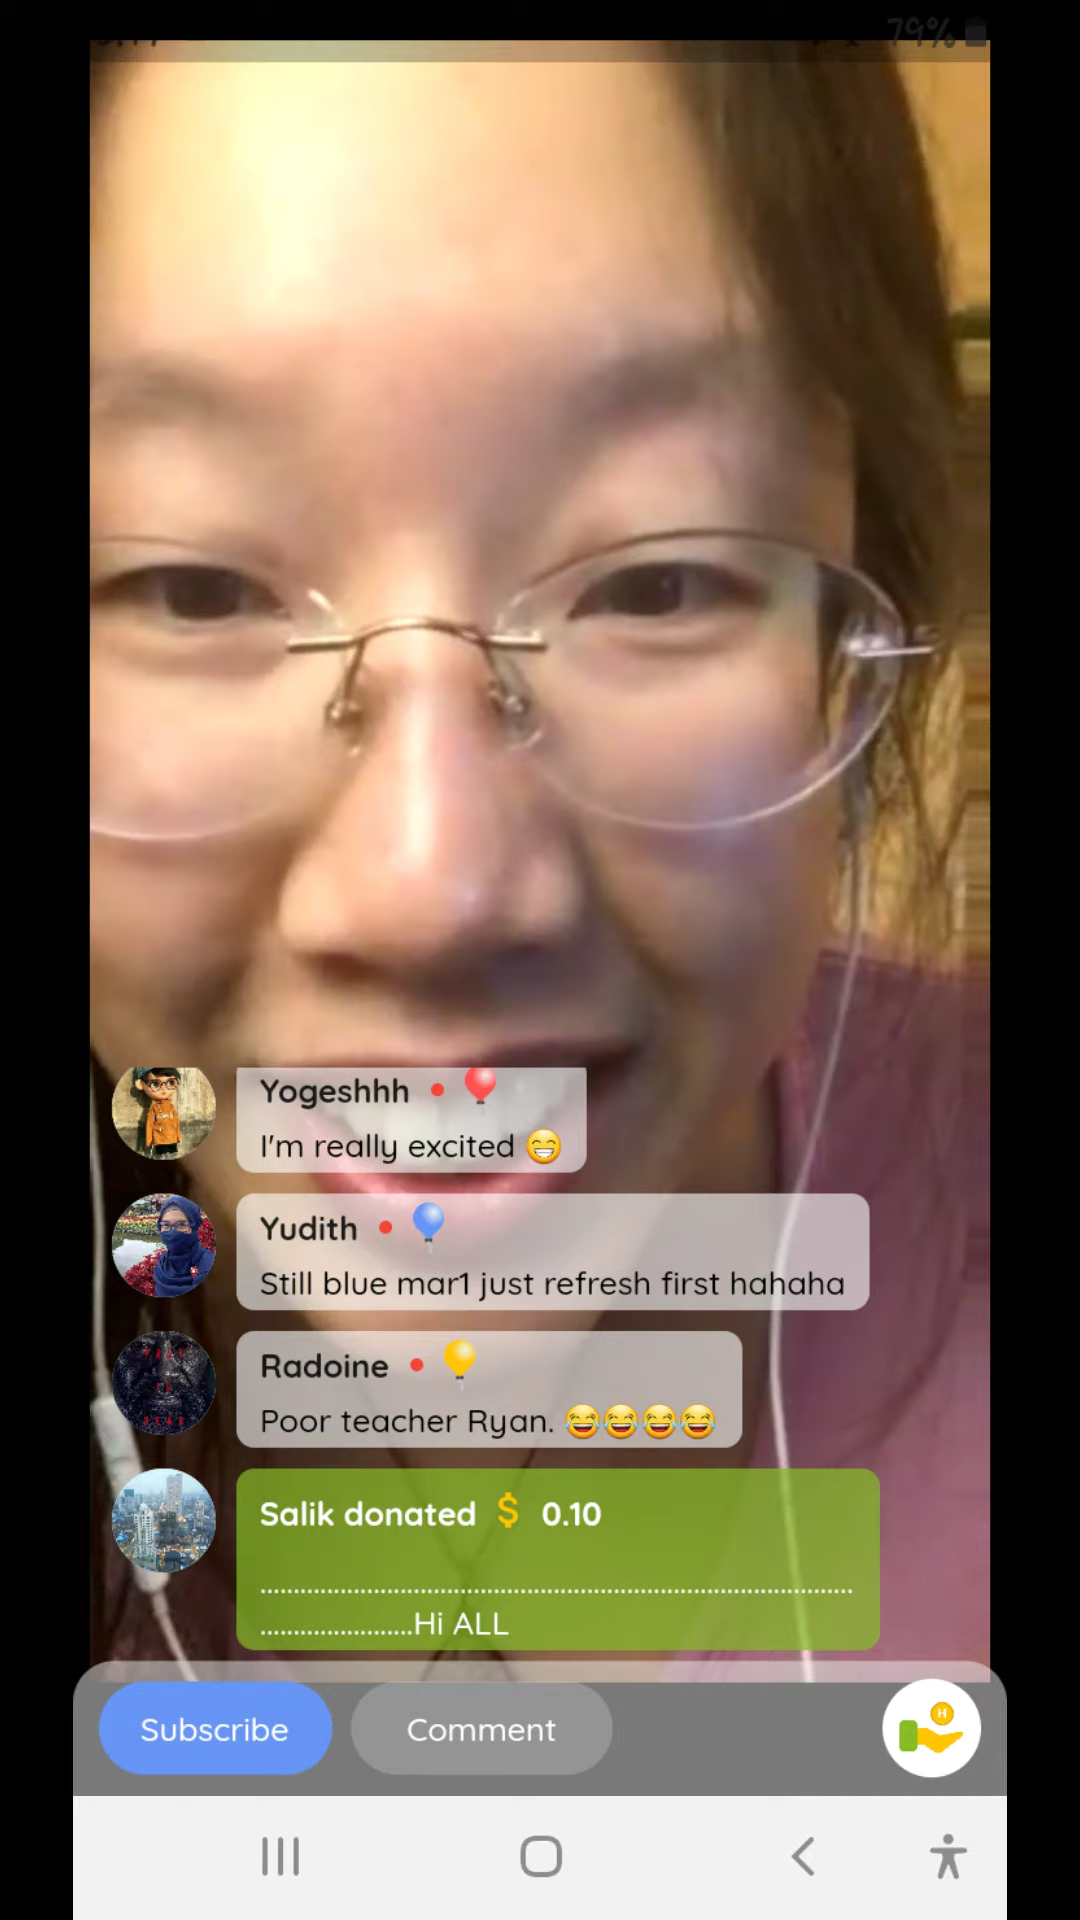 79%
Yogeshhh
I'm really excited 😁
Yudith
Still blue mar1 just refresh first hahaha
Radoine
Poor teacher Ryan. 😂😂😂😂
Salik donated $ 0.10
..........................................................................................
.......................Hi ALL
Subscribe Comment
H